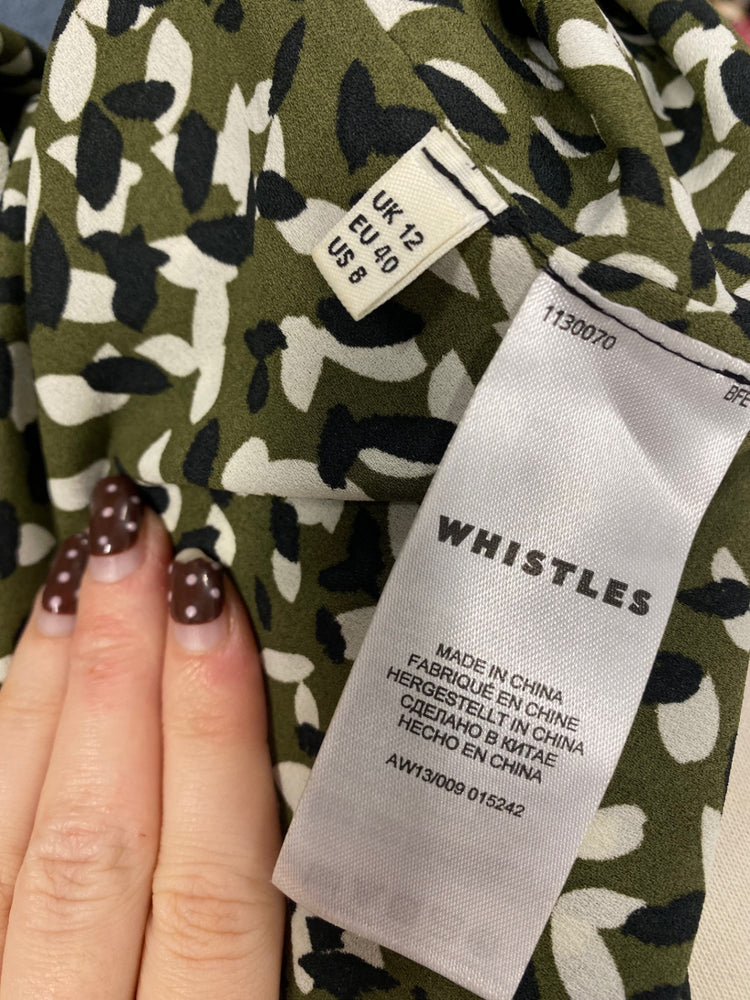 UK 12
EU 40
US 8
1130070
BFE
WHISTLES
MADE IN CHINA
FABRIQUÉ EN CHINE
HERGESTELLT IN CHINA
СДЕЛАНО В КИТАЕ
HECHO EN CHINA
AW13/009 015242